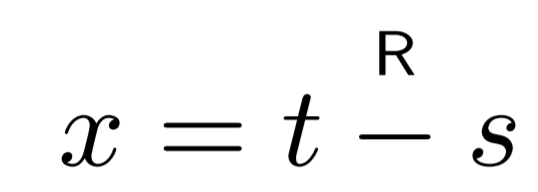 R
x = t − s